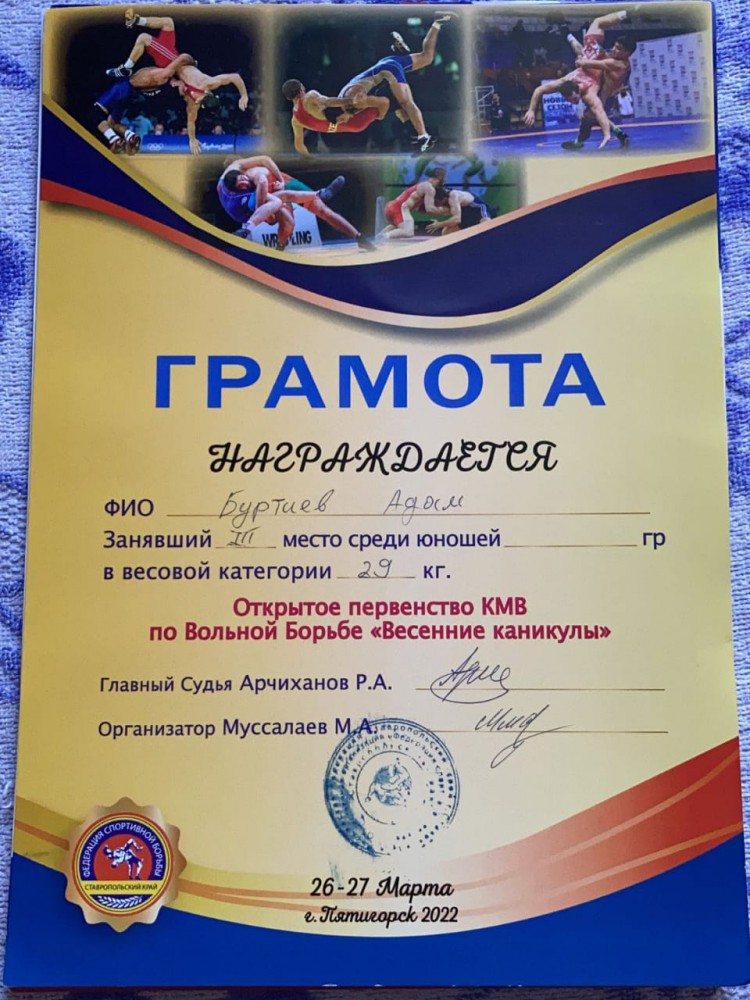 WRESTLING
ГРАМОТА
НАГРАЖДАЕТСЯ
ФИО Буртиев Адам
Занявший III место среди юношей гр
в весовой категории 29 кг.
Открытое первенство КМВ
по Вольной Борьбе «Весенние каникулы»
Главный Судья Арчиханов Р.А.
Организатор Муссалаев М.А.
ФЕДЕРАЦИЯ СПОРТИВНОЙ БОРЬБЫ
СТАВРОПОЛЬСКИЙ КРАЙ
26-27 Марта
г. Пятигорск 2022